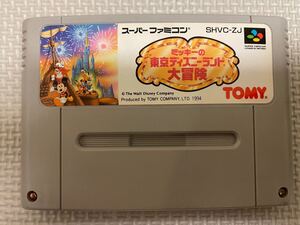 スーパーファミコン SHVC-ZJ
ミッキーの
東京ディズニーランド
大冒険
© The Walt Disney Company
Produced by TOMY COMPANY, LTD. 1994
TOMY